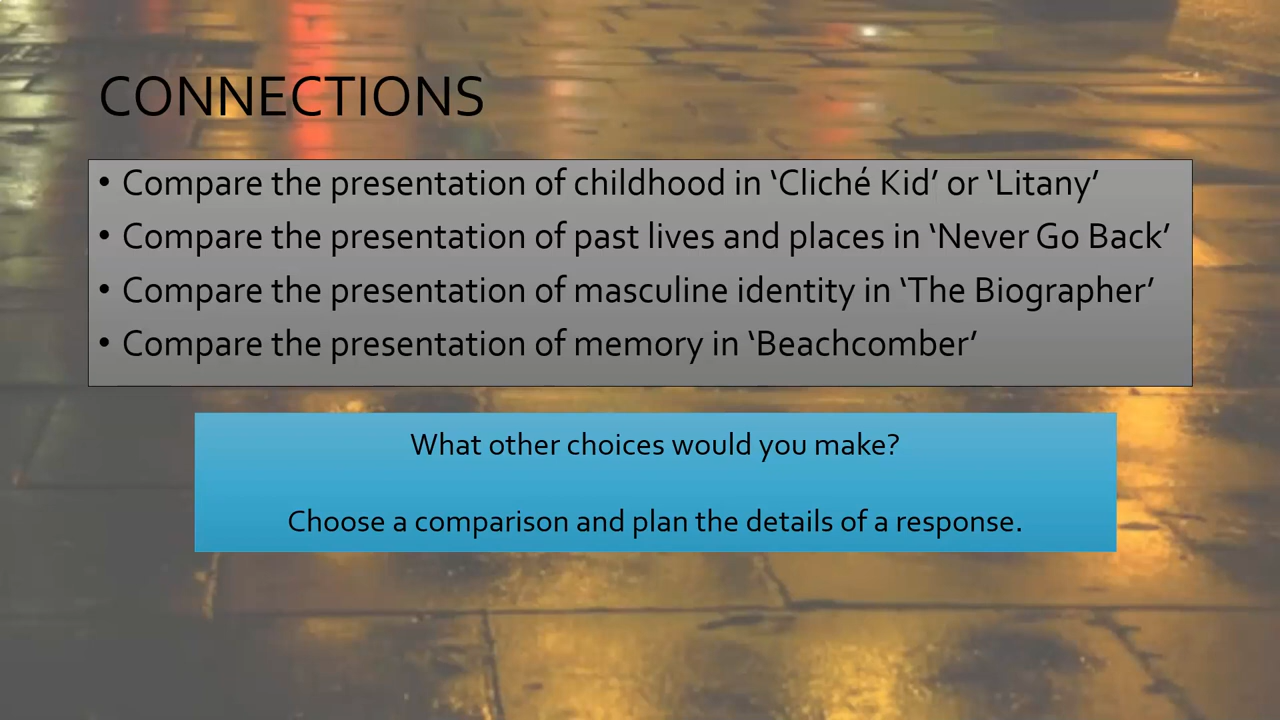 CONNECTIONS
• Compare the presentation of childhood in ‘Cliché Kid’ or ‘Litany’
• Compare the presentation of past lives and places in ‘Never Go Back’
• Compare the presentation of masculine identity in ‘The Biographer’
• Compare the presentation of memory in ‘Beachcomber’
What other choices would you make?
Choose a comparison and plan the details of a response.